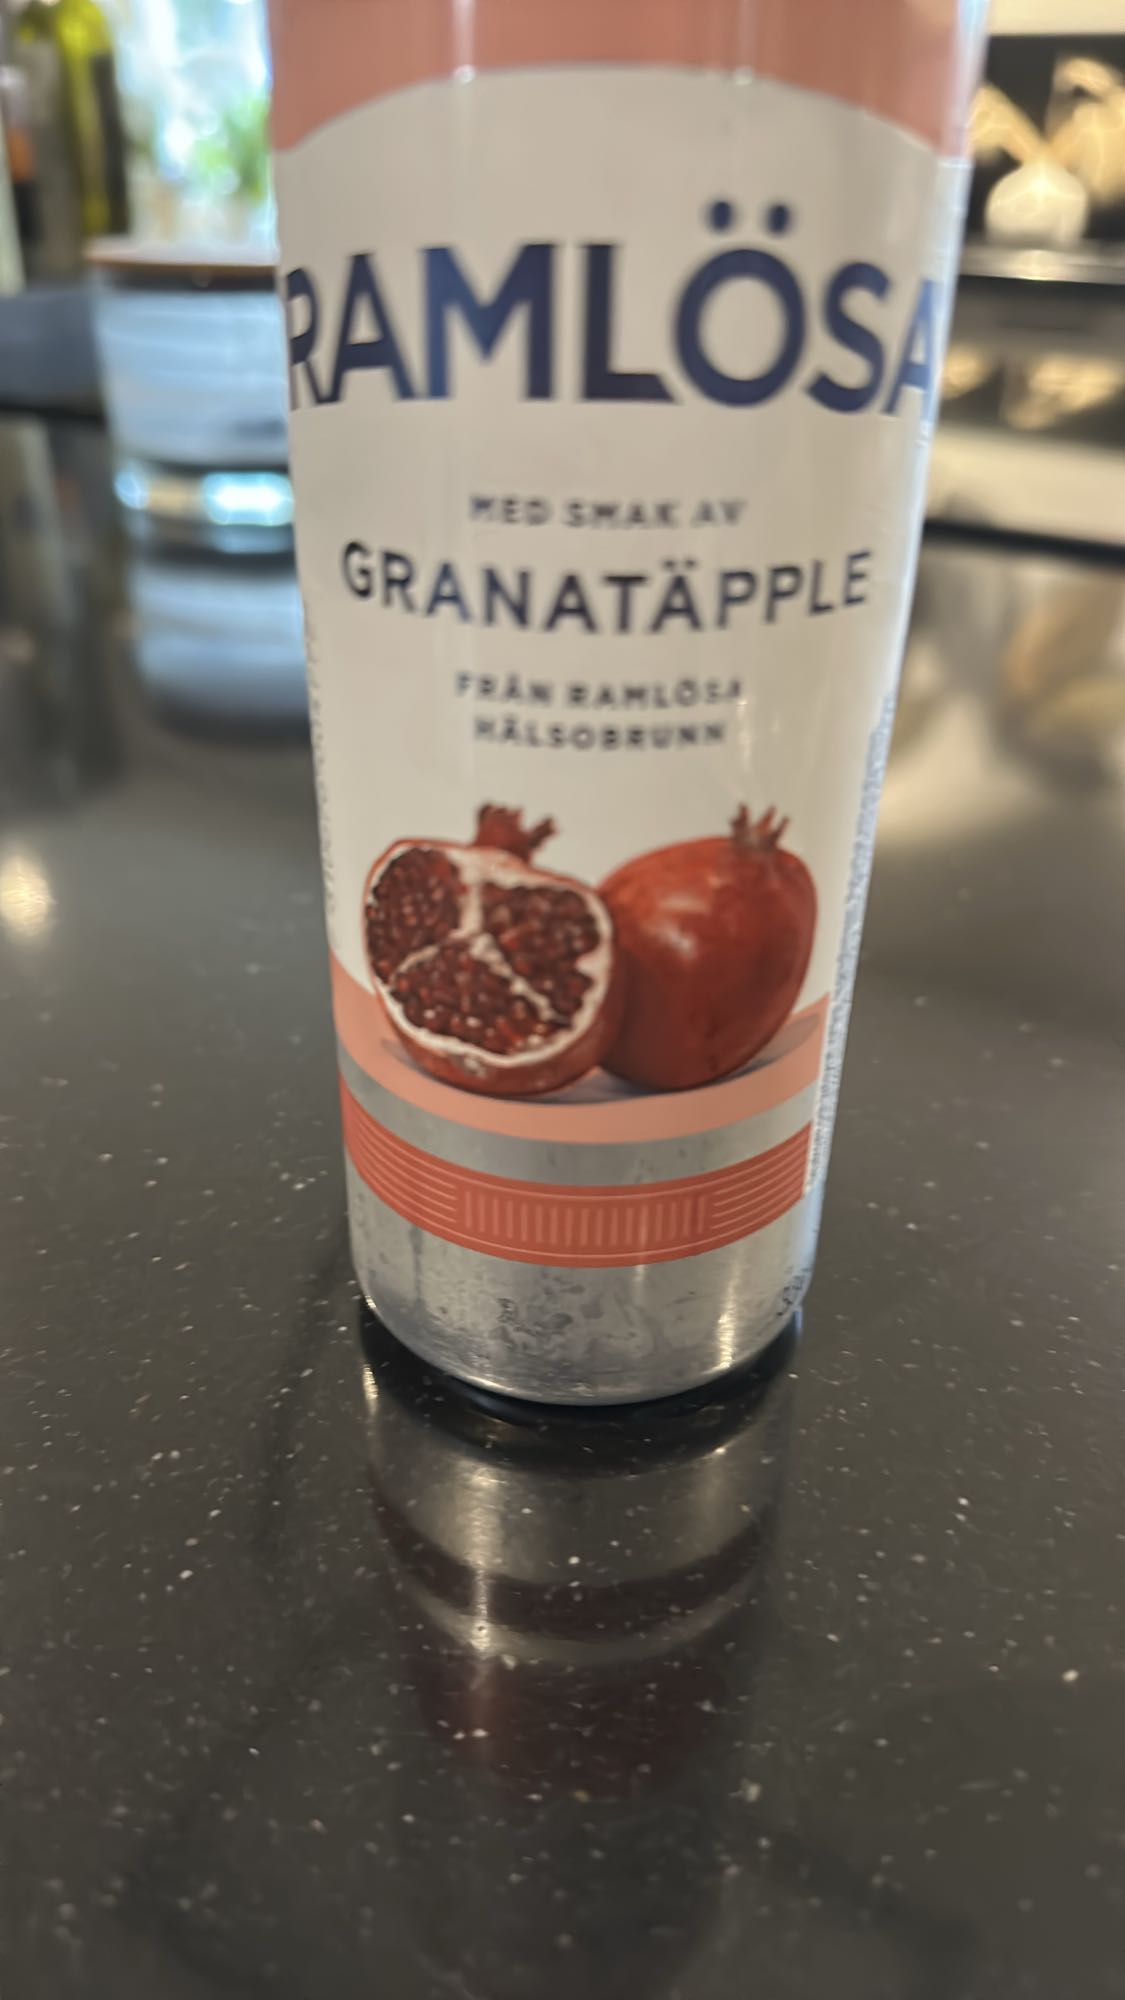 RAMLÖSA
MED SMAK AV
GRANATÄPPLE
FRÅN RAMLÖSA
HÄLSOBRUNN